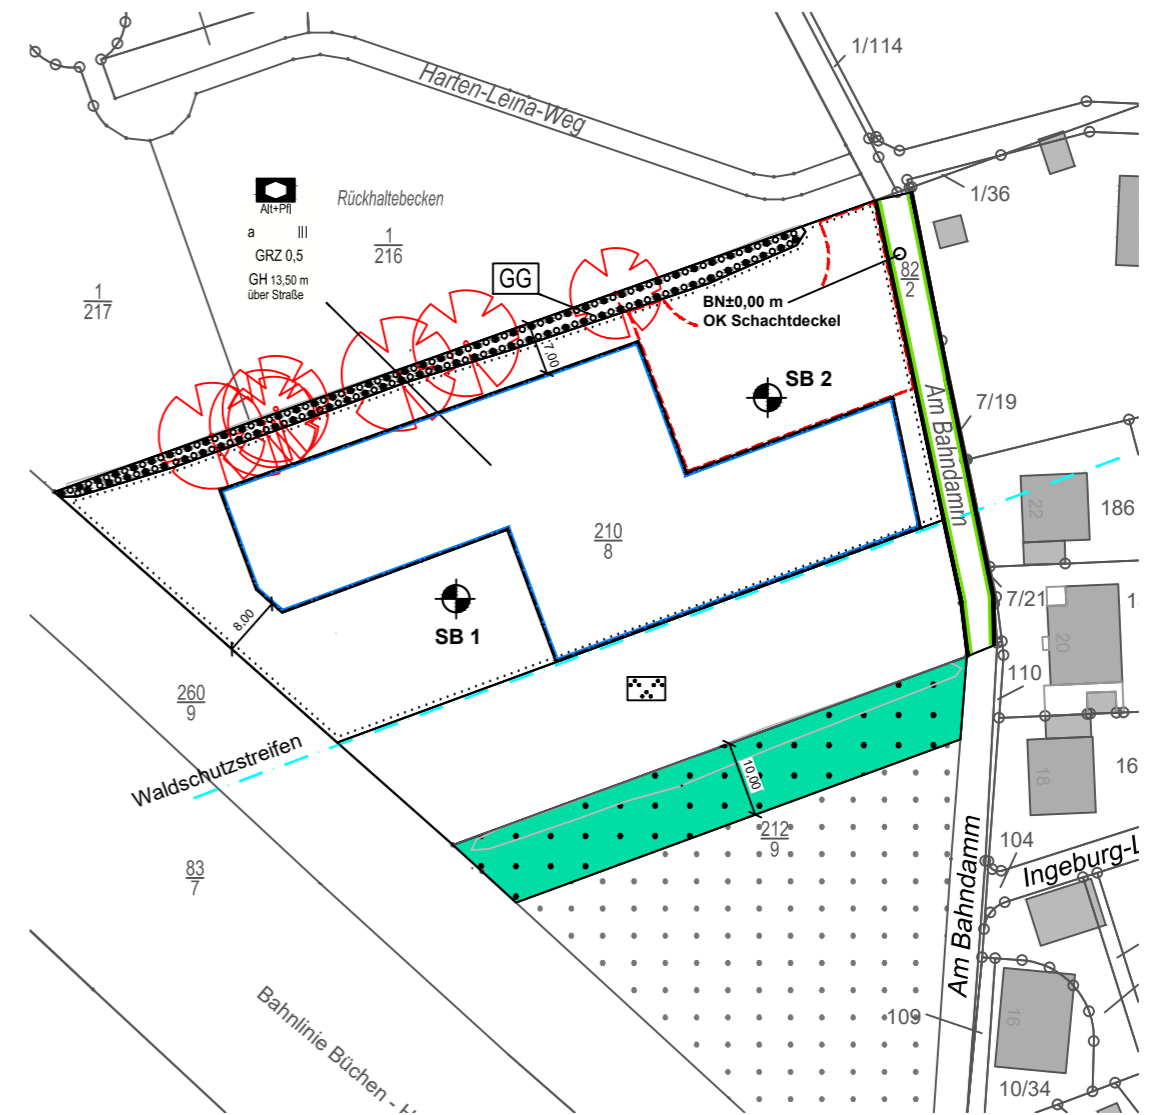 1/114
Harten-Leina-Weg
1/36
Alt+Pfl
a III
GRZ 0,5
GH 13,50 m
über Straße
Rückhaltebecken
1
216
1
217
GG
82
2
BN±0,00 m
OK Schachtdeckel
7,00
SB 2
Am Bahndamm
7/19
22
186
210
8
SB 1
8,00
7/21
20
110
260
9
Waldschutzstreifen
10,00
18
16
212
9
83
7
104
Ingeburg-L
Am Bahndamm
Bahnlinie Büchen - H
109
16
10/34